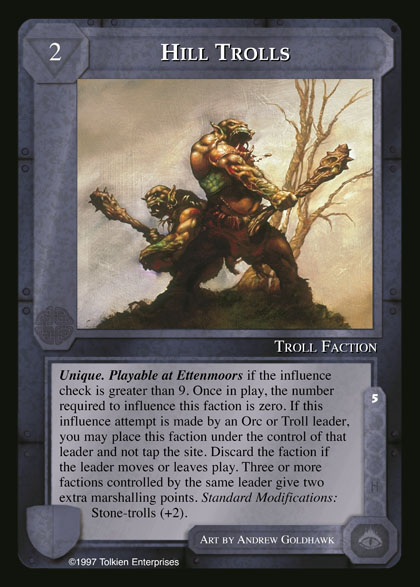 2
HILL TROLLS
TROLL FACTION
Unique. Playable at Ettenmoors if the influence
check is greater than 9. Once in play, the number
required to influence this faction is zero. If this
influence attempt is made by an Orc or Troll leader,
you may place this faction under the control of that
leader and not tap the site. Discard the faction if
the leader moves or leaves play. Three or more
factions controlled by the same leader give two
extra marshalling points. Standard Modifications:
Stone-trolls (+2).
5
H
ART BY ANDREW GOLDHAWK
©1997 Tolkien Enterprises